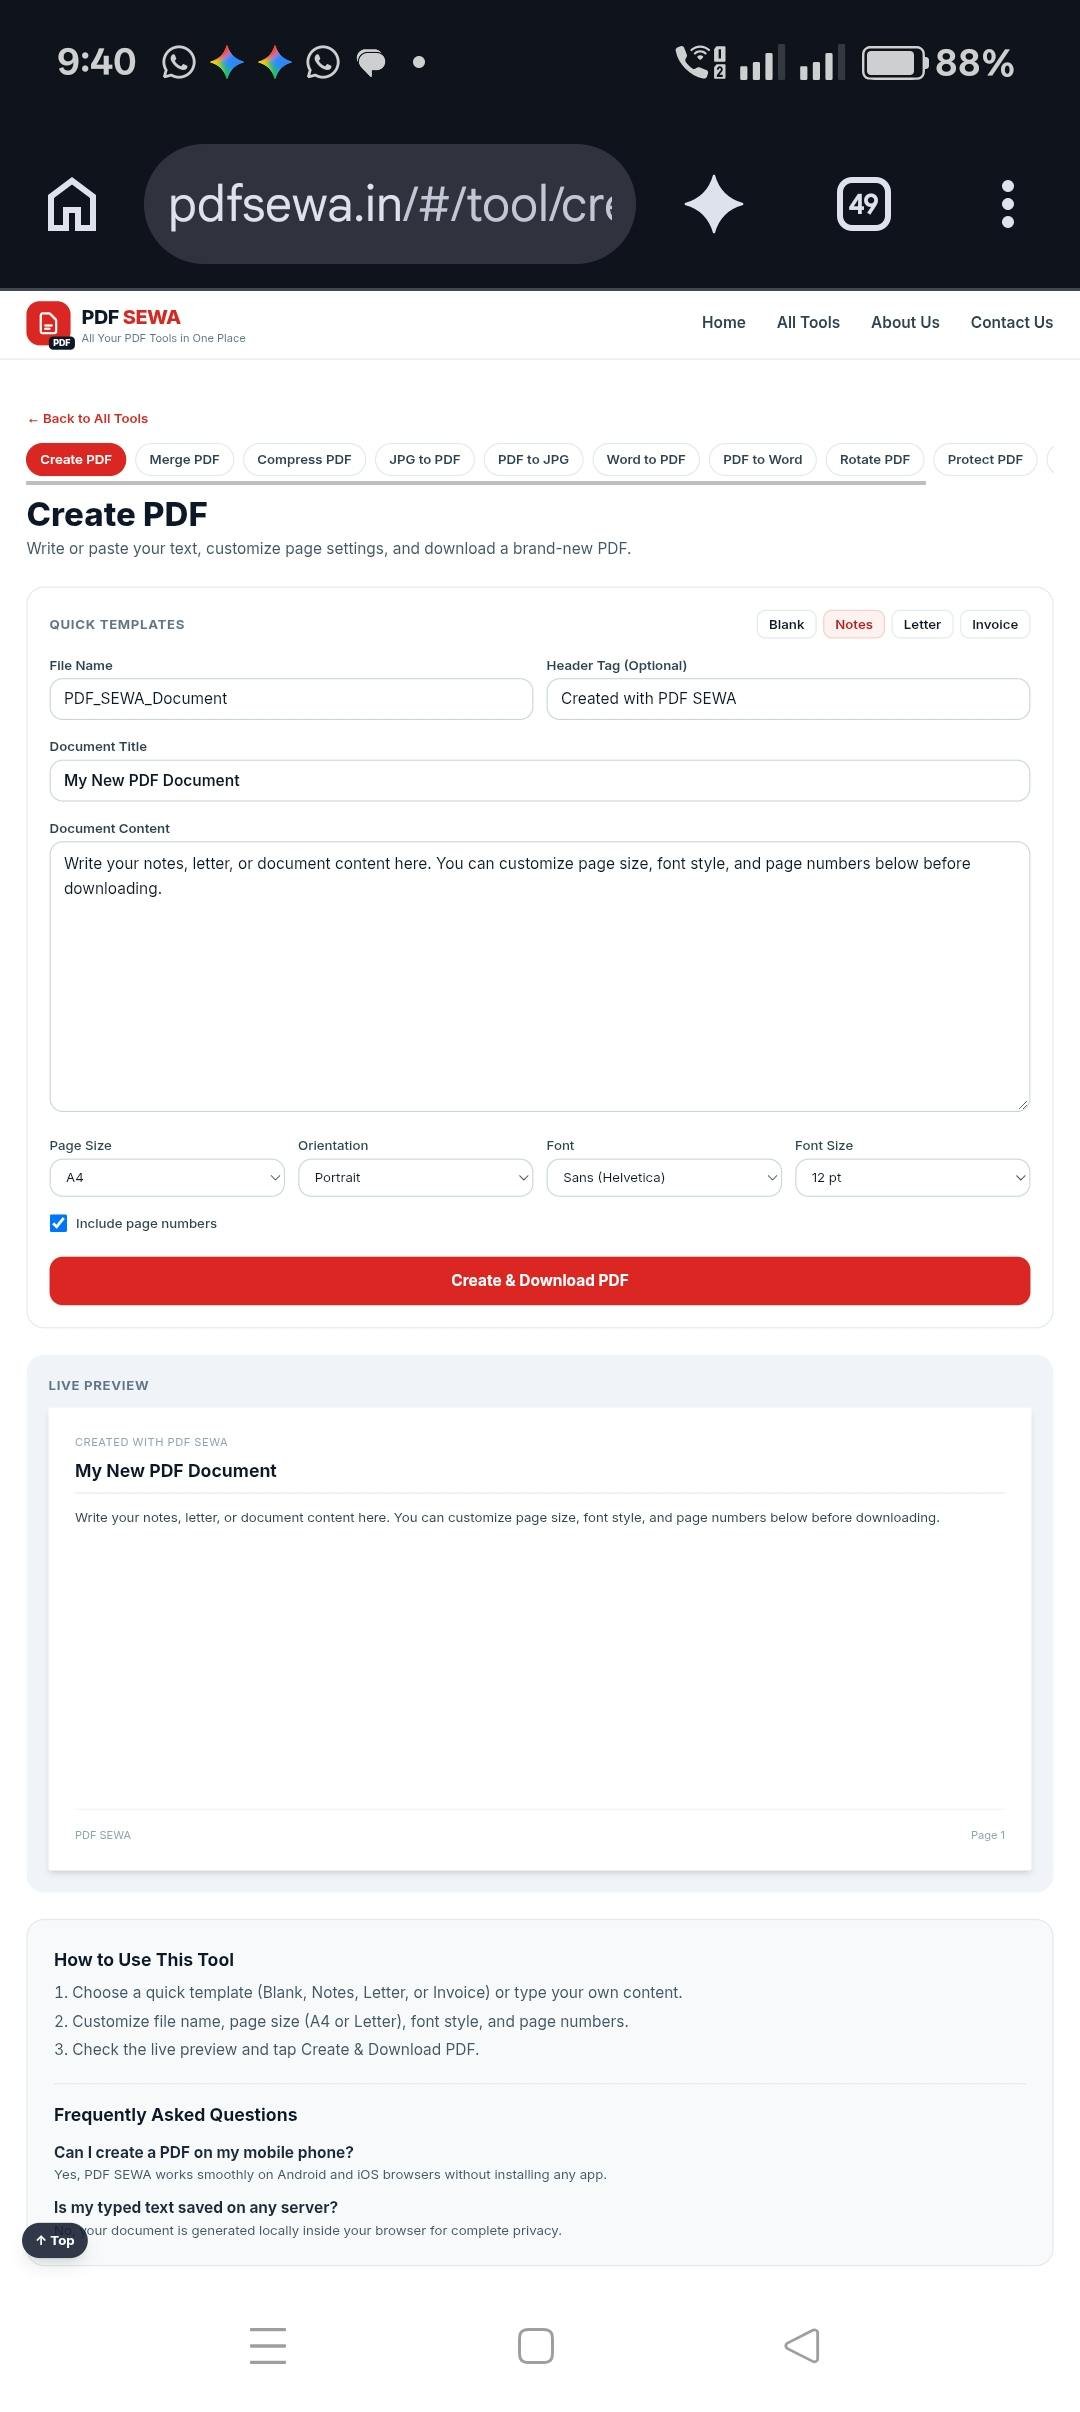 9:40
88%
pdfsewa.in/#/tool/cre
49
PDF SEWA
All Your PDF Tools in One Place
PDF
Home All Tools About Us Contact Us
← Back to All Tools
Create PDF Merge PDF Compress PDF JPG to PDF PDF to JPG Word to PDF PDF to Word Rotate PDF Protect PDF
Create PDF
Write or paste your text, customize page settings, and download a brand-new PDF.
QUICK TEMPLATES
Blank Notes Letter Invoice
File Name Header Tag (Optional)
PDF_SEWA_Document Created with PDF SEWA
Document Title
My New PDF Document
Document Content
Write your notes, letter, or document content here. You can customize page size, font style, and page numbers below before
downloading.
Page Size Orientation Font Font Size
A4 Portrait Sans (Helvetica) 12 pt
Include page numbers
Create & Download PDF
LIVE PREVIEW
CREATED WITH PDF SEWA
My New PDF Document
Write your notes, letter, or document content here. You can customize page size, font style, and page numbers below before downloading.
PDF SEWA Page 1
How to Use This Tool
1. Choose a quick template (Blank, Notes, Letter, or Invoice) or type your own content.
2. Customize file name, page size (A4 or Letter), font style, and page numbers.
3. Check the live preview and tap Create & Download PDF.
Frequently Asked Questions
Can I create a PDF on my mobile phone?
Yes, PDF SEWA works smoothly on Android and iOS browsers without installing any app.
Is my typed text saved on any server?
No, your document is generated locally inside your browser for complete privacy.
↑ Top